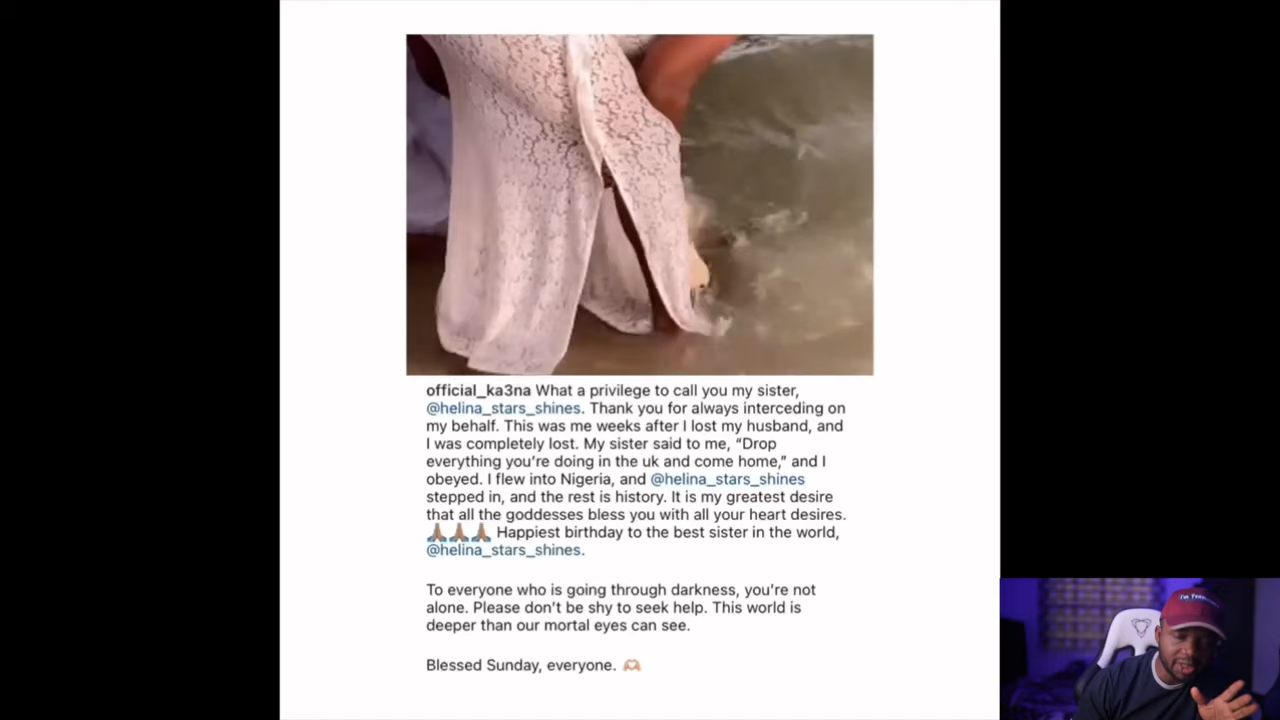 official_ka3na What a privilege to call you my sister,
@helina_stars_shines. Thank you for always interceding on
my behalf. This was me weeks after I lost my husband, and
I was completely lost. My sister said to me, “Drop
everything you’re doing in the uk and come home,” and I
obeyed. I flew into Nigeria, and @helina_stars_shines
stepped in, and the rest is history. It is my greatest desire
that all the goddesses bless you with all your heart desires.
🙏🏽🙏🏽🙏🏽 Happiest birthday to the best sister in the world,
@helina_stars_shines.
To everyone who is going through darkness, you’re not
alone. Please don’t be shy to seek help. This world is
deeper than our mortal eyes can see.
Blessed Sunday, everyone. 🫶🏼
I'm